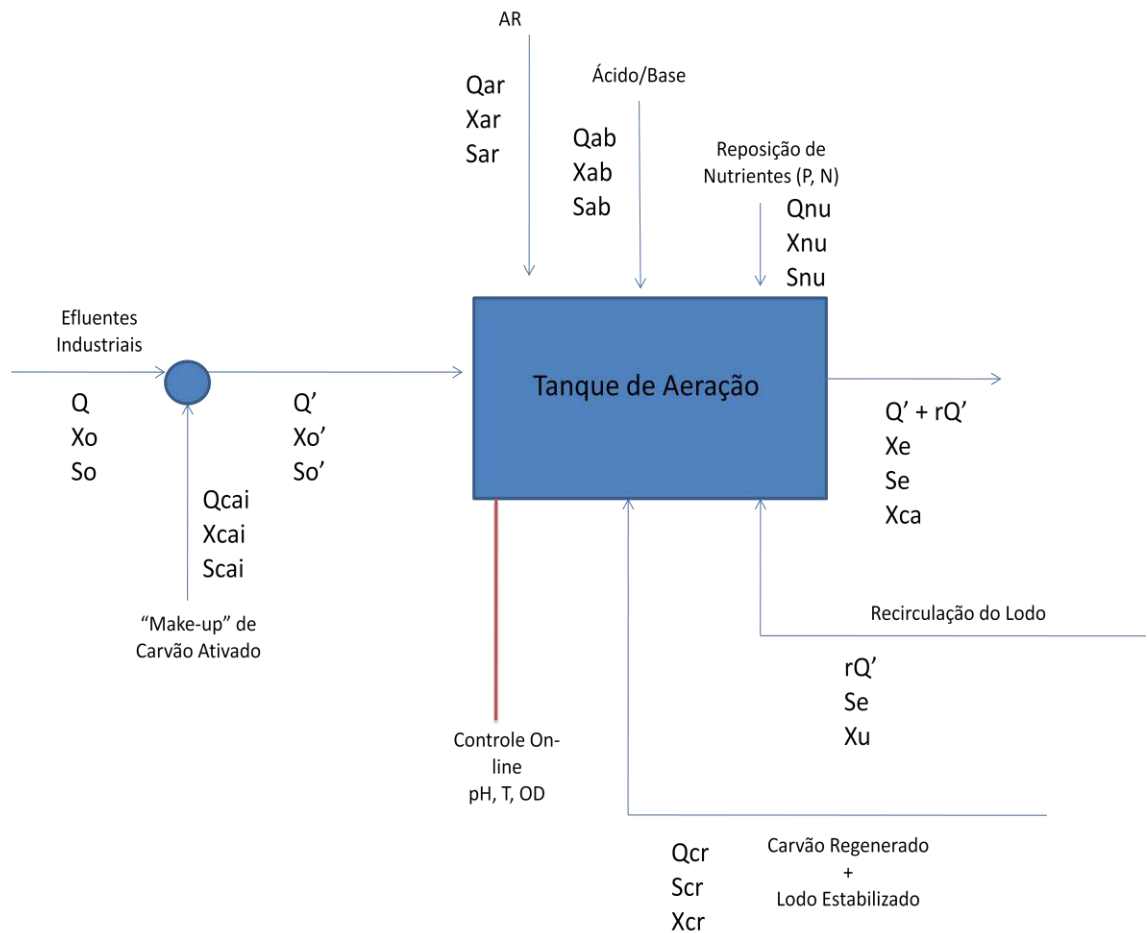 AR
Qar
Xar
Sar
Ácido/Base
Qab
Xab
Sab
Reposição de
Nutrientes (P, N)
Qnu
Xnu
Snu
Efluentes
Industriais
Q
Xo
So
Q’
Xo’
So’
Qcai
Xcai
Scai
“Make-up” de
Carvão Ativado
Tanque de Aeração
Q’ + rQ’
Xe
Se
Xca
Recirculação do Lodo
rQ’
Se
Xu
Controle On-
line
pH, T, OD
Qcr
Scr
Xcr
Carvão Regenerado
+
Lodo Estabilizado